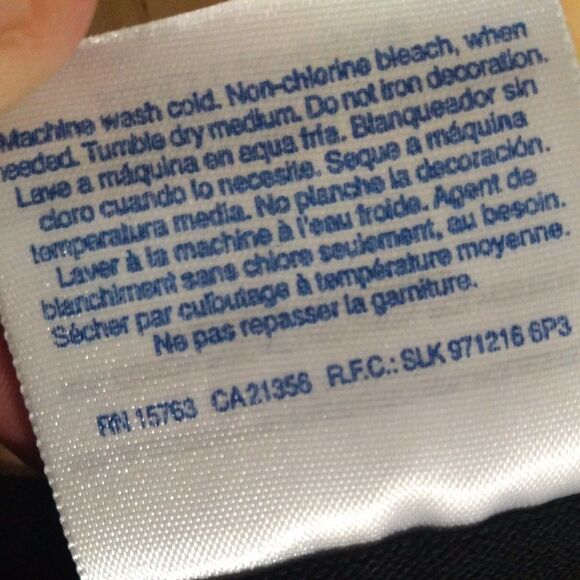 Machine wash cold. Non-chlorine bleach, when
needed. Tumble dry medium. Do not iron decoration.
Lave a máquina en aqua fría. Blanqueador sin
cloro cuando lo necesite. Seque a máquina
temperatura media. No planche la decoración.
Laver à la machine à l'eau froide. Agent de
blanchiment sans chlore seulement, au besoin.
Sécher par culbutage à température moyenne.
Ne pas repasser la garniture.
RN 15763 CA 21356 R.F.C.: SLK 971216 6P3